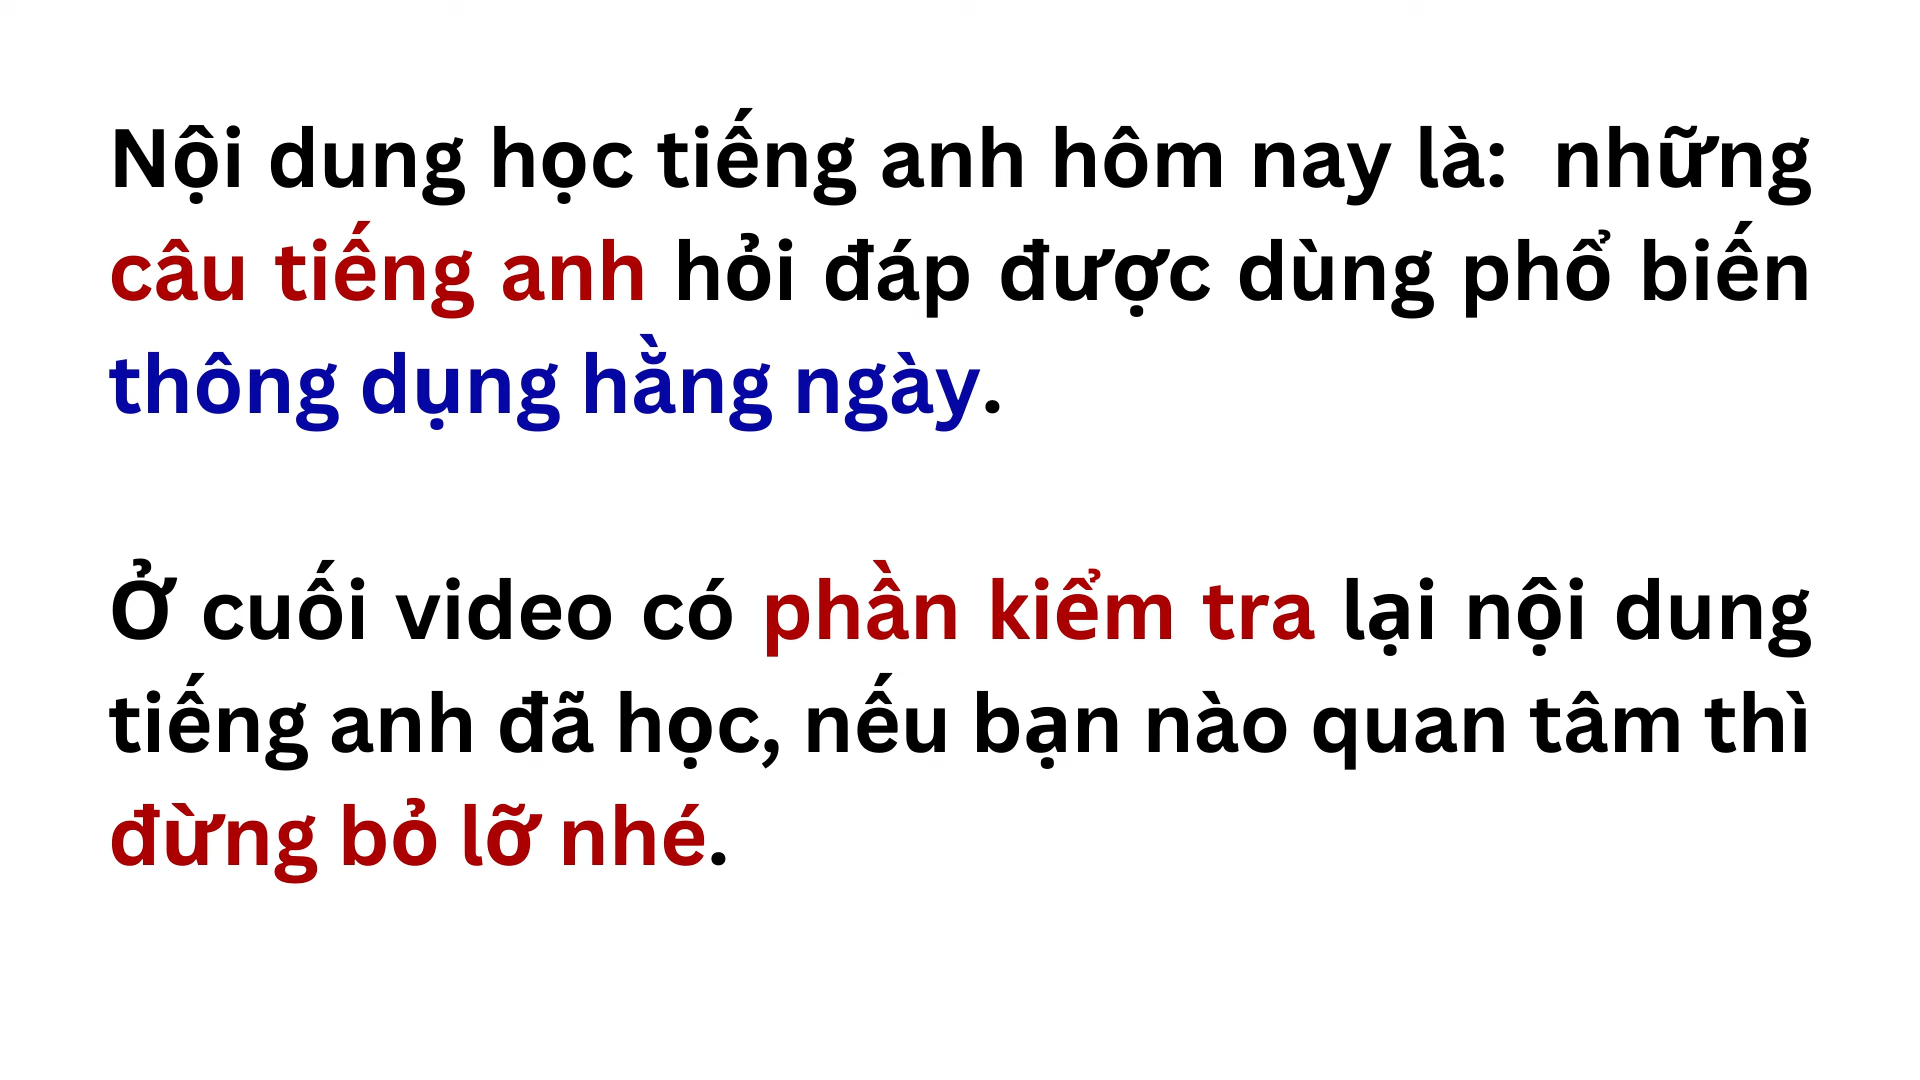 Nội dung học tiếng anh hôm nay là: những
câu tiếng anh hỏi đáp được dùng phổ biến
thông dụng hằng ngày.
Ở cuối video có phần kiểm tra lại nội dung
tiếng anh đã học, nếu bạn nào quan tâm thì
đừng bỏ lỡ nhé.